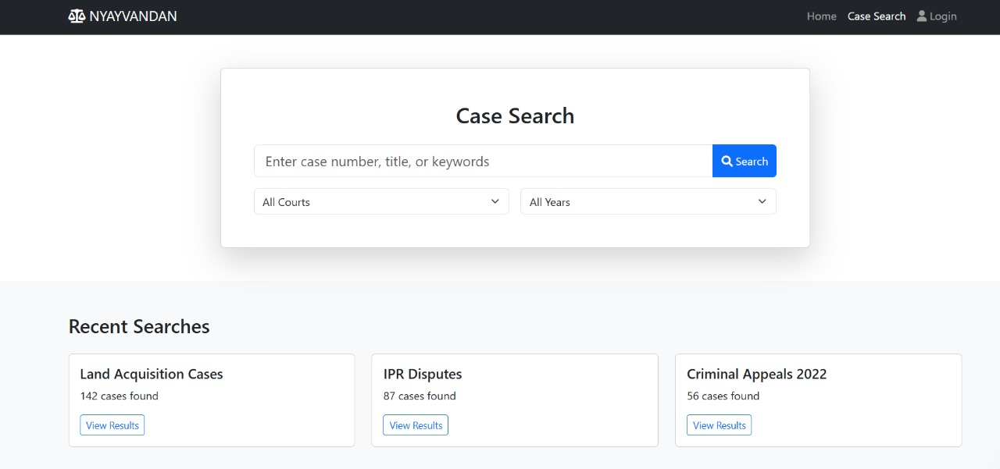 NYAYVANDAN
Home Case Search Login
Case Search
Enter case number, title, or keywords
Search
All Courts
All Years
Recent Searches
Land Acquisition Cases
142 cases found
View Results
IPR Disputes
87 cases found
View Results
Criminal Appeals 2022
56 cases found
View Results